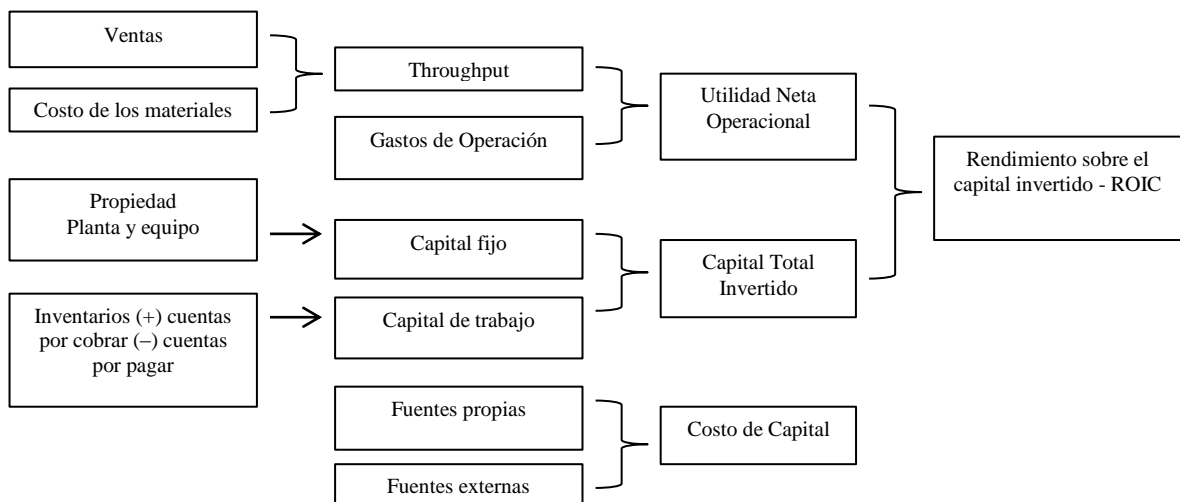 Ventas
Costo de los materiales
Throughput
Gastos de Operación
Utilidad Neta
Operacional
Rendimiento sobre el
capital invertido - ROIC
Propiedad
Planta y equipo
Capital fijo
Capital Total
Invertido
Inventarios (+) cuentas
por cobrar (–) cuentas
por pagar
Capital de trabajo
Fuentes propias
Costo de Capital
Fuentes externas